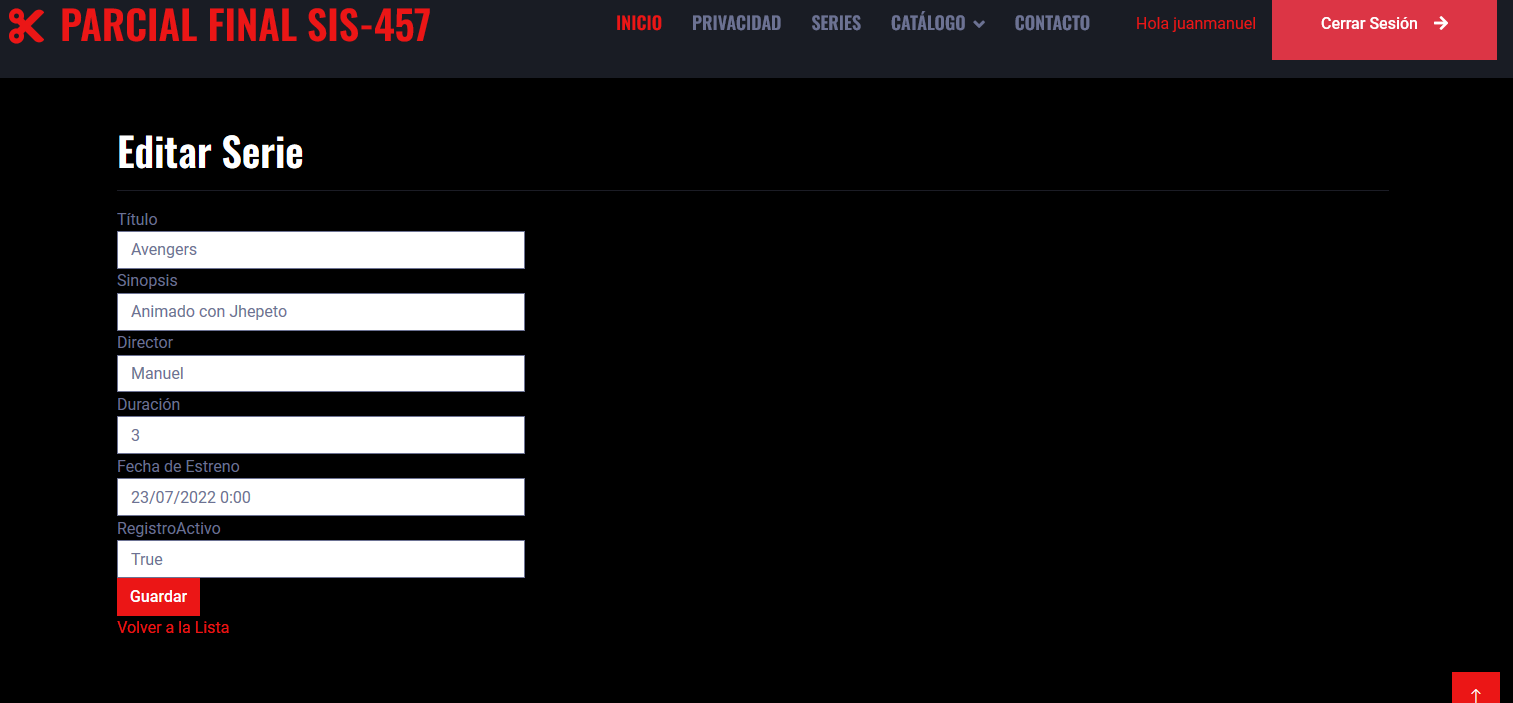 PARCIAL FINAL SIS-457
INICIO PRIVACIDAD SERIES CATÁLOGO CONTACTO Hola juanmanuel Cerrar Sesión
Editar Serie
Título
Avengers
Sinopsis
Animado con Jhepeto
Director
Manuel
Duración
3
Fecha de Estreno
23/07/2022 0:00
RegistroActivo
True
Guardar
Volver a la Lista